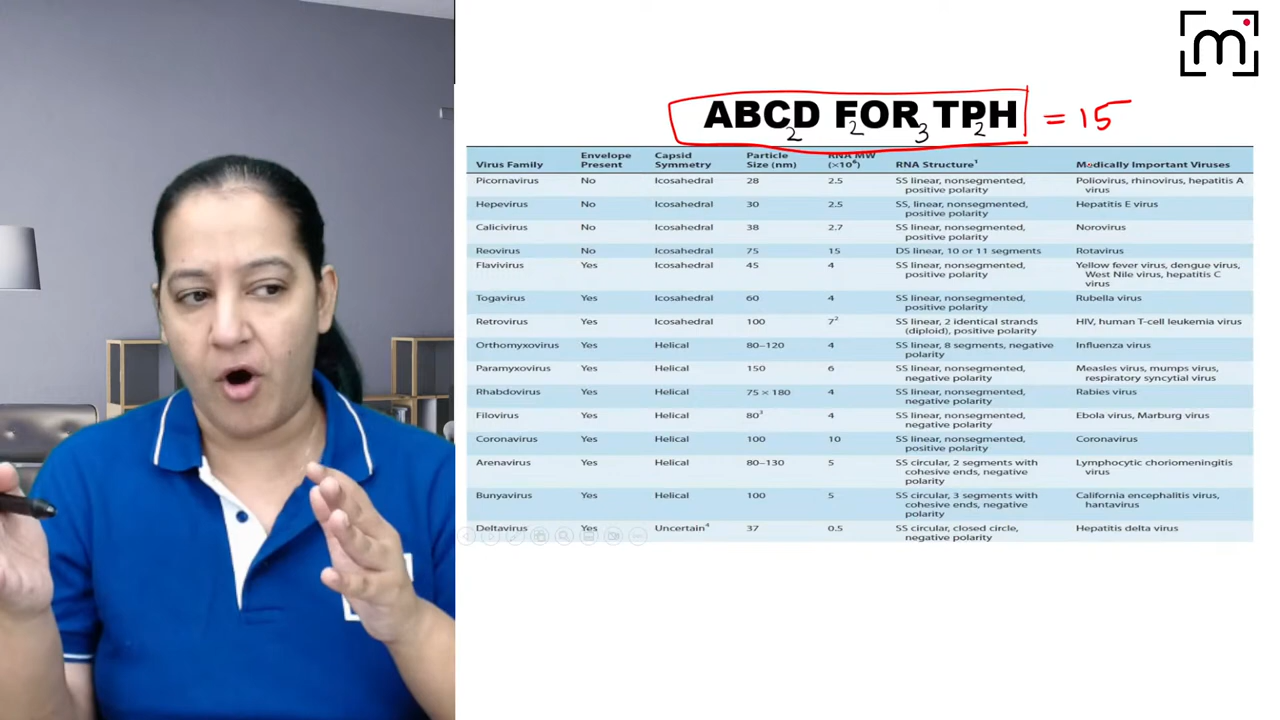 m
ABCD FOR TPH = 15
2 2 3 2
Virus Family Envelope Present Capsid Symmetry Particle Size (nm) RNA MW (×10⁶) RNA Structure¹ Medically Important Viruses
Picornavirus No Icosahedral 28 2.5 SS linear, nonsegmented, Poliovirus, rhinovirus, hepatitis A
positive polarity virus
Hepevirus No Icosahedral 30 2.5 SS, linear, nonsegmented, Hepatitis E virus
positive polarity
Calicivirus No Icosahedral 38 2.7 SS linear, nonsegmented, Norovirus
positive polarity
Reovirus No Icosahedral 75 15 DS linear, 10 or 11 segments Rotavirus
Flavivirus Yes Icosahedral 45 4 SS linear, nonsegmented, Yellow fever virus, dengue virus,
positive polarity West Nile virus, hepatitis C
virus
Togavirus Yes Icosahedral 60 4 SS linear, nonsegmented, Rubella virus
positive polarity
Retrovirus Yes Icosahedral 100 7² SS linear, 2 identical strands HIV, human T-cell leukemia virus
(diploid), positive polarity
Orthomyxovirus Yes Helical 80–120 4 SS linear, 8 segments, negative Influenza virus
polarity
Paramyxovirus Yes Helical 150 6 SS linear, nonsegmented, Measles virus, mumps virus,
negative polarity respiratory syncytial virus
Rhabdovirus Yes Helical 75 × 180 4 SS linear, nonsegmented, Rabies virus
negative polarity
Filovirus Yes Helical 80³ 4 SS linear, nonsegmented, Ebola virus, Marburg virus
negative polarity
Coronavirus Yes Helical 100 10 SS linear, nonsegmented, Coronavirus
positive polarity
Arenavirus Yes Helical 80–130 5 SS circular, 2 segments with Lymphocytic choriomeningitis
cohesive ends, negative virus
polarity
Bunyavirus Yes Helical 100 5 SS circular, 3 segments with California encephalitis virus,
cohesive ends, negative hantavirus
polarity
Deltavirus Yes Uncertain⁴ 37 0.5 SS circular, closed circle, Hepatitis delta virus
negative polarity